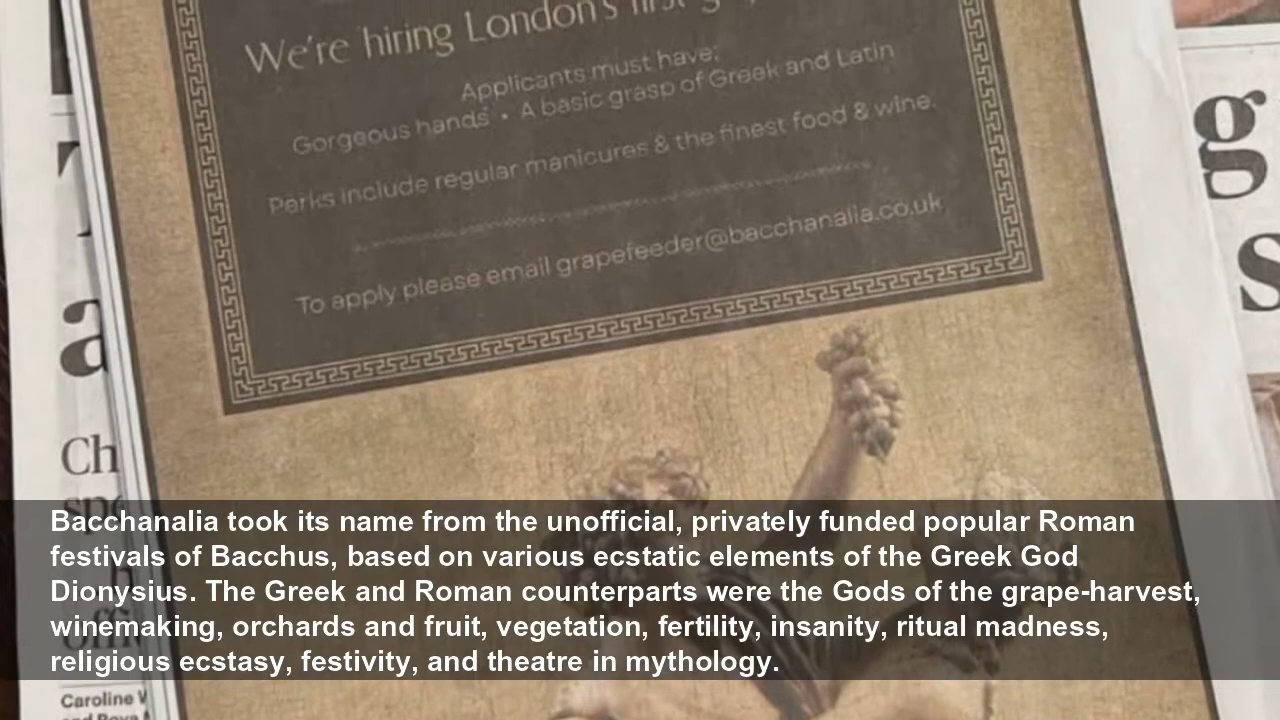 We're hiring London's first
Applicants must have:
Gorgeous hands • A basic grasp of Greek and Latin
Perks include regular manicures & the finest food & wine.
To apply please email grapefeeder@bacchanalia.co.uk
g
s
a
Ch
Bacchanalia took its name from the unofficial, privately funded popular Roman
festivals of Bacchus, based on various ecstatic elements of the Greek God
Dionysius. The Greek and Roman counterparts were the Gods of the grape-harvest,
winemaking, orchards and fruit, vegetation, fertility, insanity, ritual madness,
religious ecstasy, festivity, and theatre in mythology.
Caroline